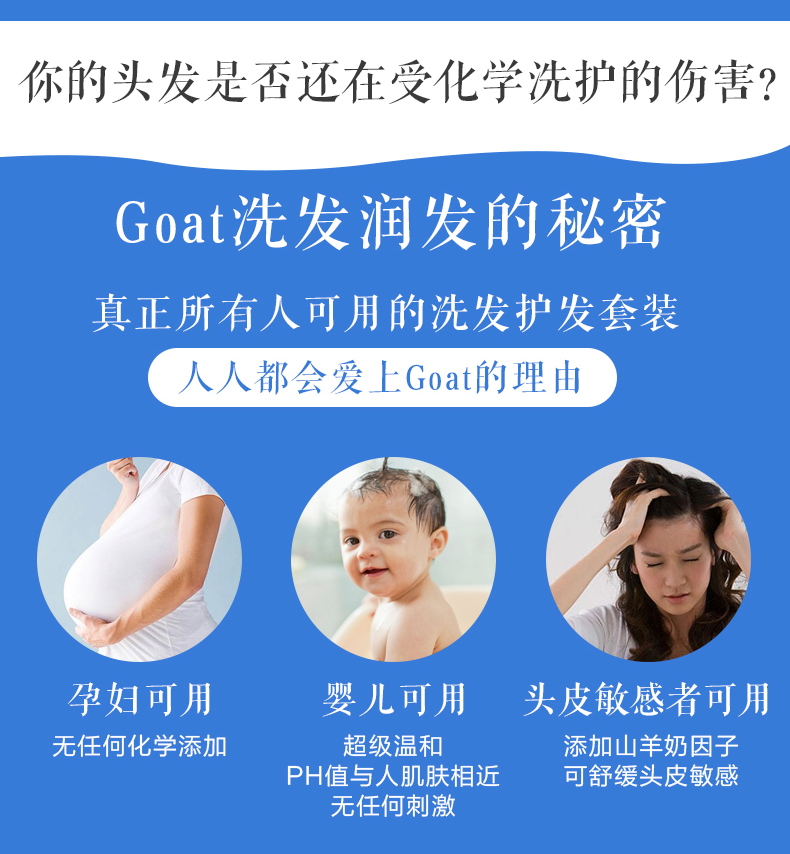 你的头发是否还在受化学洗护的伤害?
Goat洗发润发的秘密
真正所有人可用的洗发护发套装
人人都会爱上Goat的理由
孕妇可用
无任何化学添加
婴儿可用
超级温和
PH值与人肌肤相近
无任何刺激
头皮敏感者可用
添加山羊奶因子
可舒缓头皮敏感